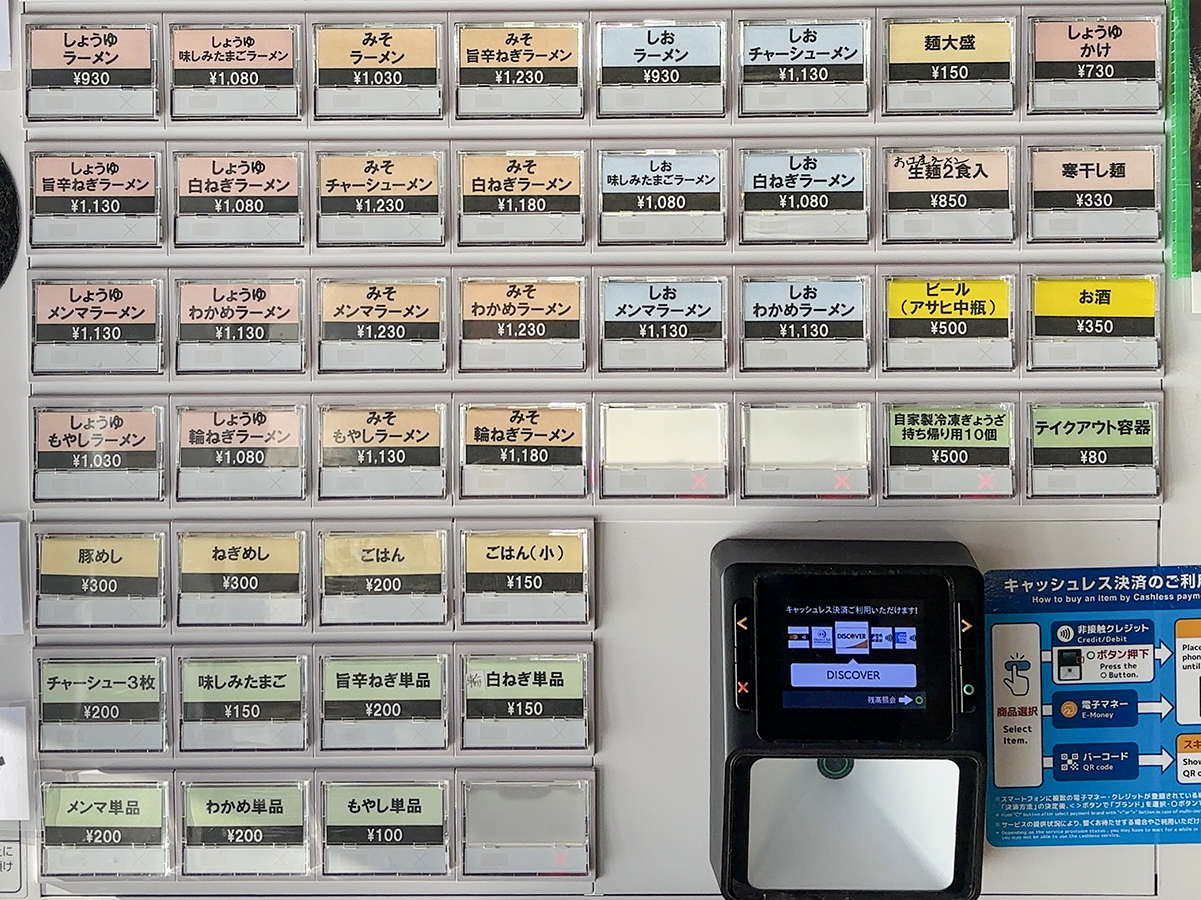 しょうゆ
ラーメン
¥930
しょうゆ
味しみたまごラーメン
¥1,080
みそ
ラーメン
¥1,030
みそ
旨辛ねぎラーメン
¥1,230
しお
ラーメン
¥930
しお
チャーシューメン
¥1,130
麺大盛
¥150
しょうゆ
かけ
¥730
しょうゆ
旨辛ねぎラーメン
¥1,130
しょうゆ
白ねぎラーメン
¥1,080
みそ
チャーシューメン
¥1,230
みそ
白ねぎラーメン
¥1,180
しお
味しみたまごラーメン
¥1,080
しお
白ねぎラーメン
¥1,080
生麺2食入
¥850
寒干し麺
¥330
しょうゆ
メンマラーメン
¥1,130
しょうゆ
わかめラーメン
¥1,130
みそ
メンマラーメン
¥1,230
みそ
わかめラーメン
¥1,230
しお
メンマラーメン
¥1,130
しお
わかめラーメン
¥1,130
ビール
(アサヒ中瓶)
¥500
お酒
¥350
しょうゆ
もやしラーメン
¥1,030
しょうゆ
輪ねぎラーメン
¥1,080
みそ
もやしラーメン
¥1,130
みそ
輪ねぎラーメン
¥1,180
自家製冷凍ぎょうざ
持ち帰り用10個
¥500
テイクアウト容器
¥80
豚めし
¥300
ねぎめし
¥300
ごはん
¥200
ごはん(小)
¥150
チャーシュー3枚
¥200
味しみたまご
¥150
旨辛ねぎ単品
¥200
白ねぎ単品
¥150
メンマ単品
¥200
わかめ単品
¥200
もやし単品
¥100
キャッシュレス決済ご利用いただけます!
DISCOVER
DISCOVER
残高照会
キャッシュレス決済のご利用
How to buy an item by Cashless paym
商品選択
Select
item.
非接触クレジット
Credit/Debit
○ボタン押下
Press the
○ Button.
電子マネー
E-Money
バーコード
QR code
Place
phon
until
スキ
Show
QR c